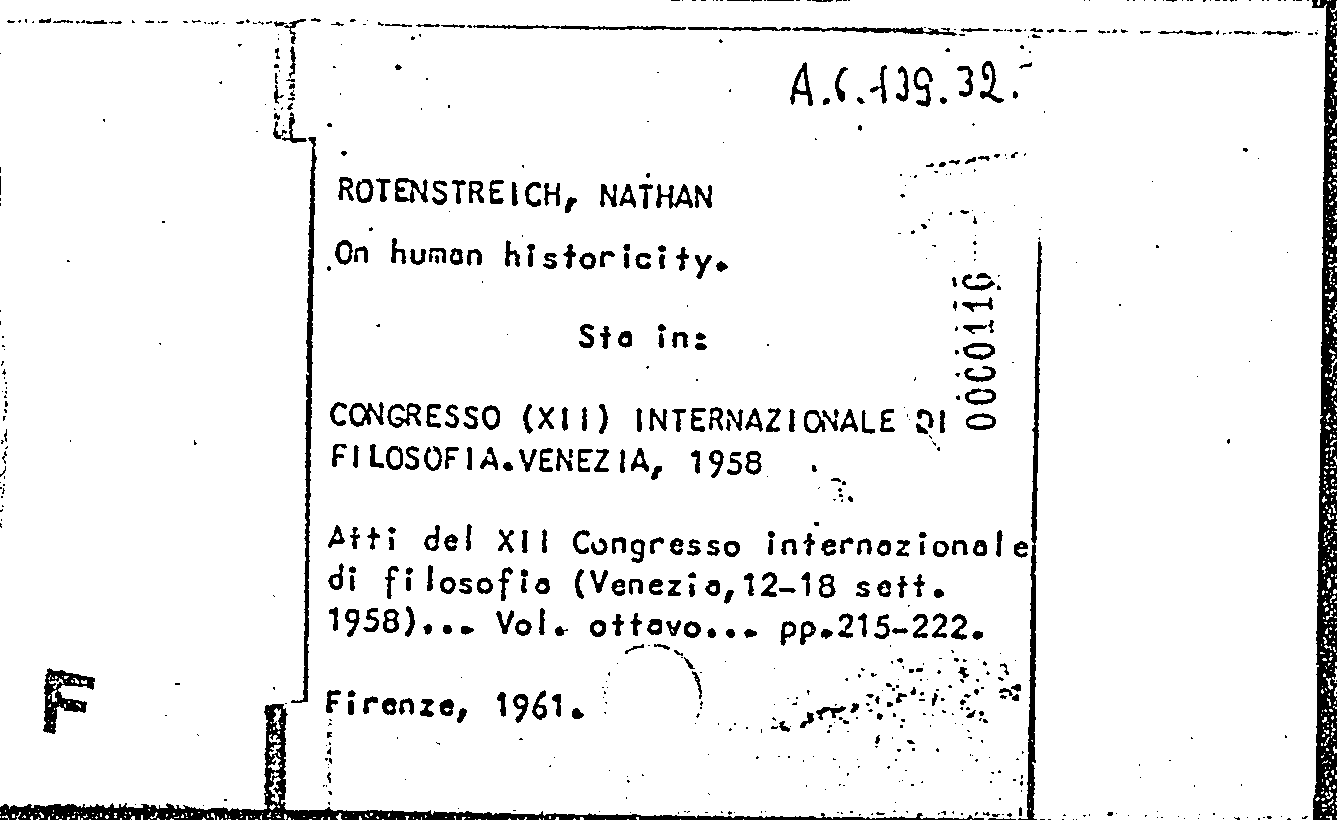 A.C.139.32.
ROTENSTREICH, NATHAN
On human historicity.
Sta in:
0000116
CONGRESSO (XII) INTERNAZIONALE DI
FILOSOFIA.VENEZIA, 1958
Atti del XII Congresso internazionale
di filosofia (Venezia,12-18 sett.
1958)... Vol. ottavo... pp.215-222.
Firenze, 1961.
F